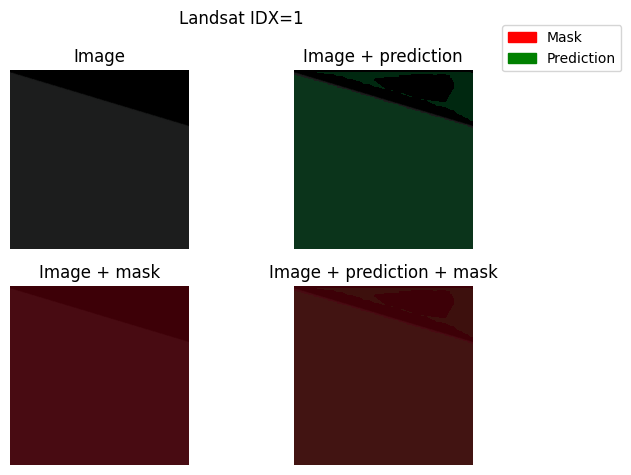 Landsat IDX=1
Mask
Prediction
Image
Image + prediction
Image + mask
Image + prediction + mask